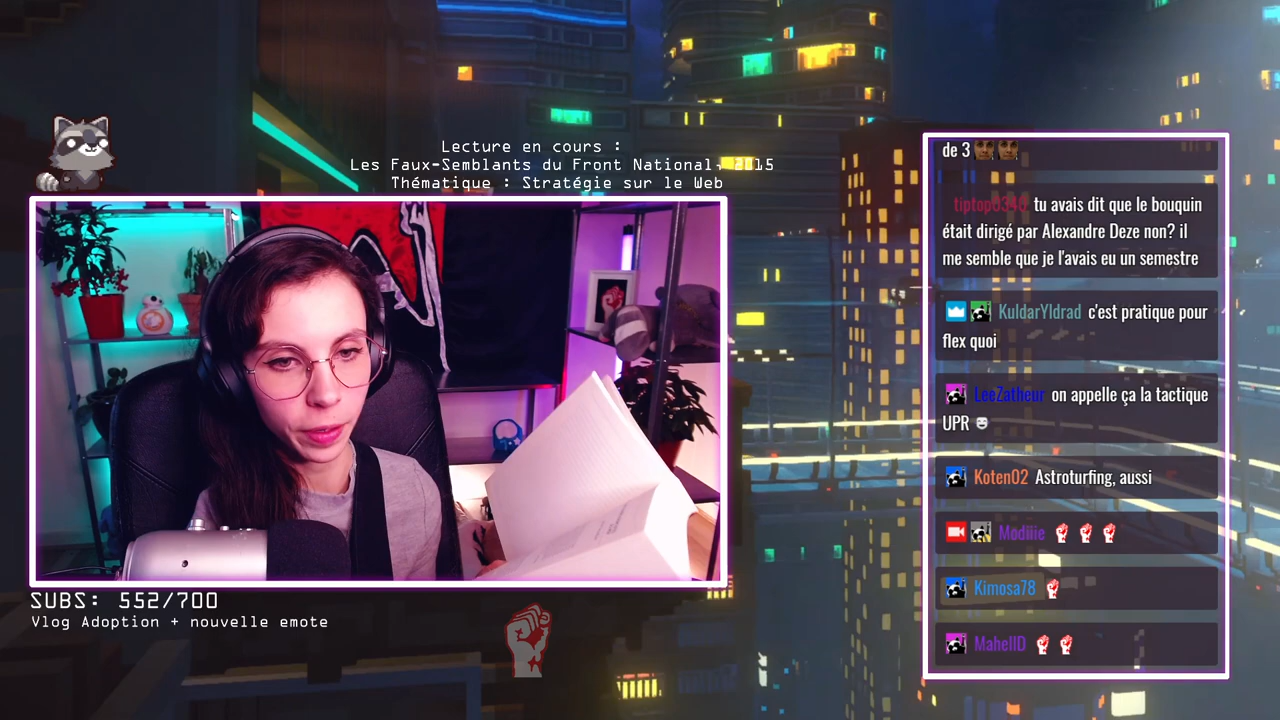 Lecture en cours :
Les Faux-Semblants du Front National, 2015
Thématique : Stratégie sur le Web
SUBS: 552/700
Vlog Adoption + nouvelle emote
de 3
tiptop0340 tu avais dit que le bouquin
était dirigé par Alexandre Deze non? il
me semble que je l'avais eu un semestre
KuldarYldrad c'est pratique pour
flex quoi
LeeZatheur on appelle ça la tactique
UPR
Koten02 Astroturfing, aussi
Modiiie
Kimosa78
MahellD